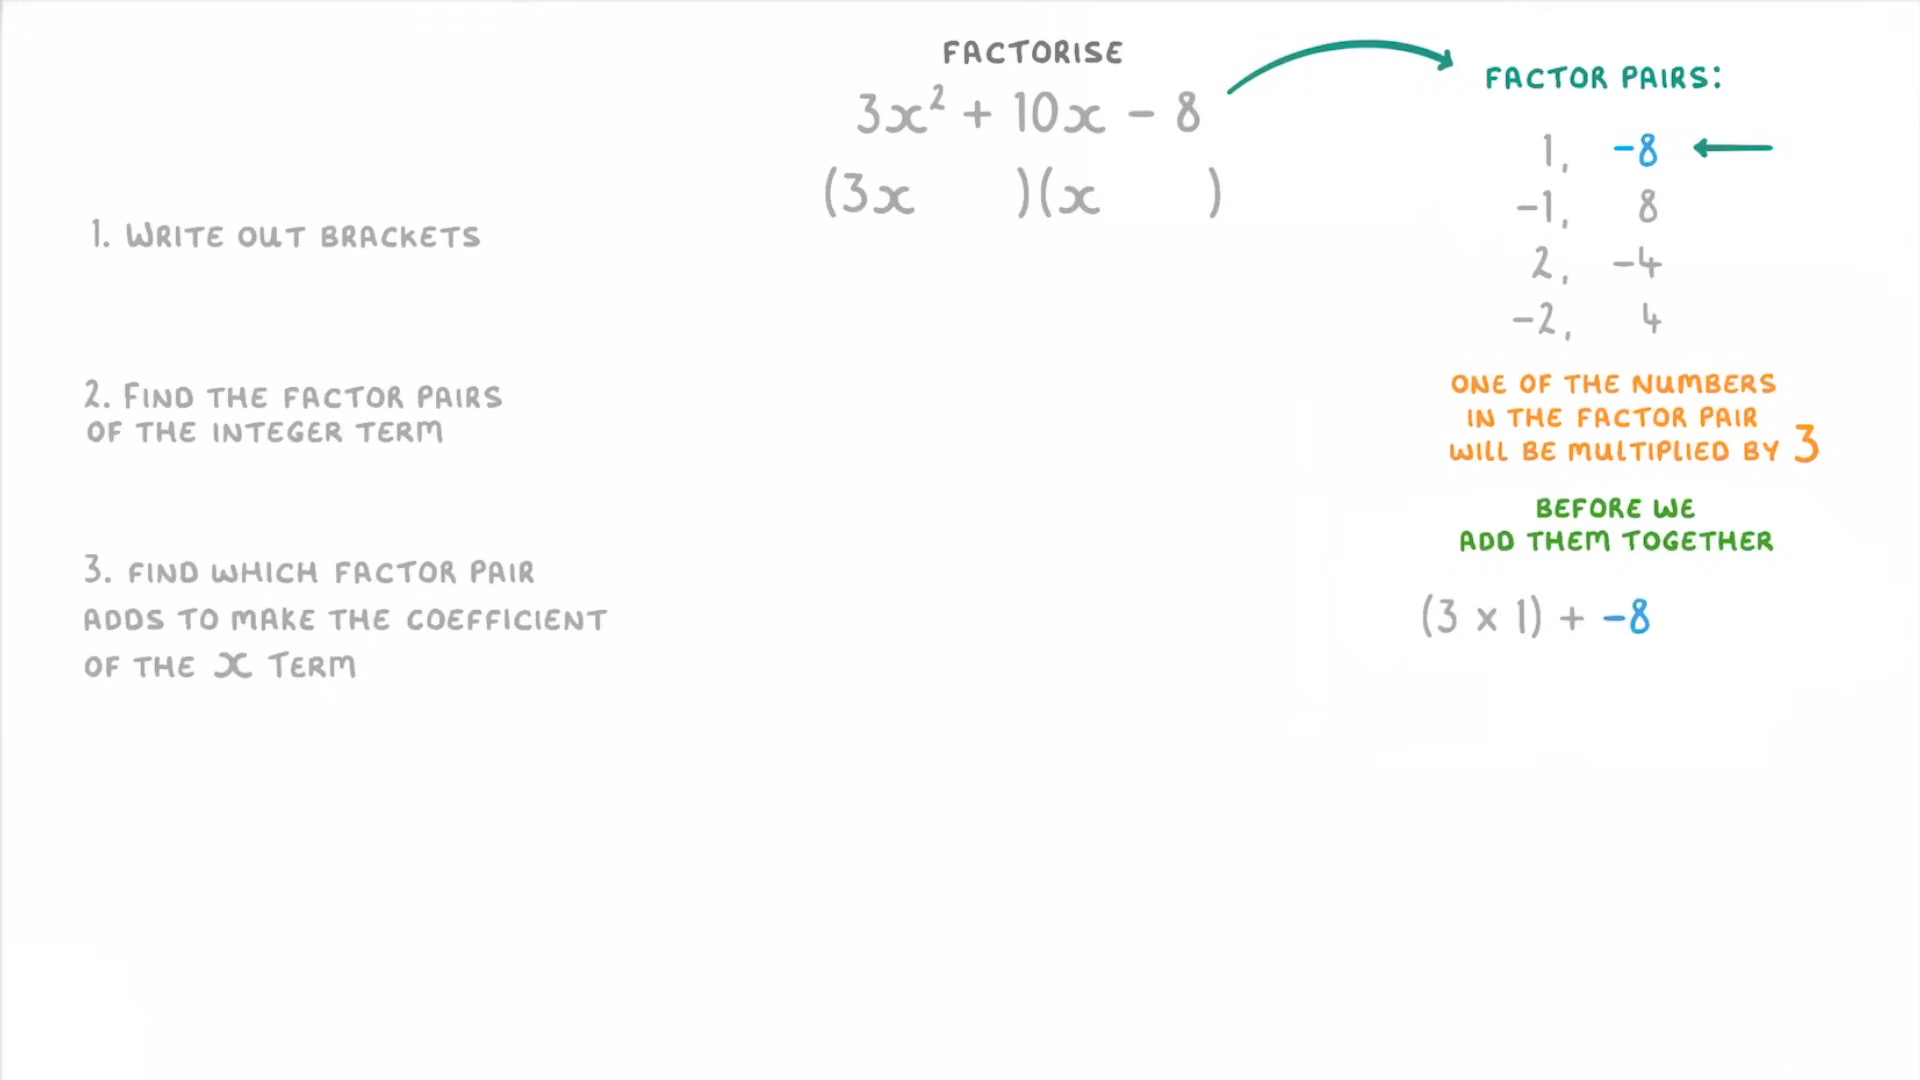 FACTORISE
3x² + 10x - 8
(3x )(x )
1. WRITE OUT BRACKETS
2. FIND THE FACTOR PAIRS
OF THE INTEGER TERM
3. FIND WHICH FACTOR PAIR
ADDS TO MAKE THE COEFFICIENT
OF THE x TERM
FACTOR PAIRS:
1, -8
-1, 8
2, -4
-2, 4
ONE OF THE NUMBERS
IN THE FACTOR PAIR
WILL BE MULTIPLIED BY 3
BEFORE WE
ADD THEM TOGETHER
(3 x 1) + -8